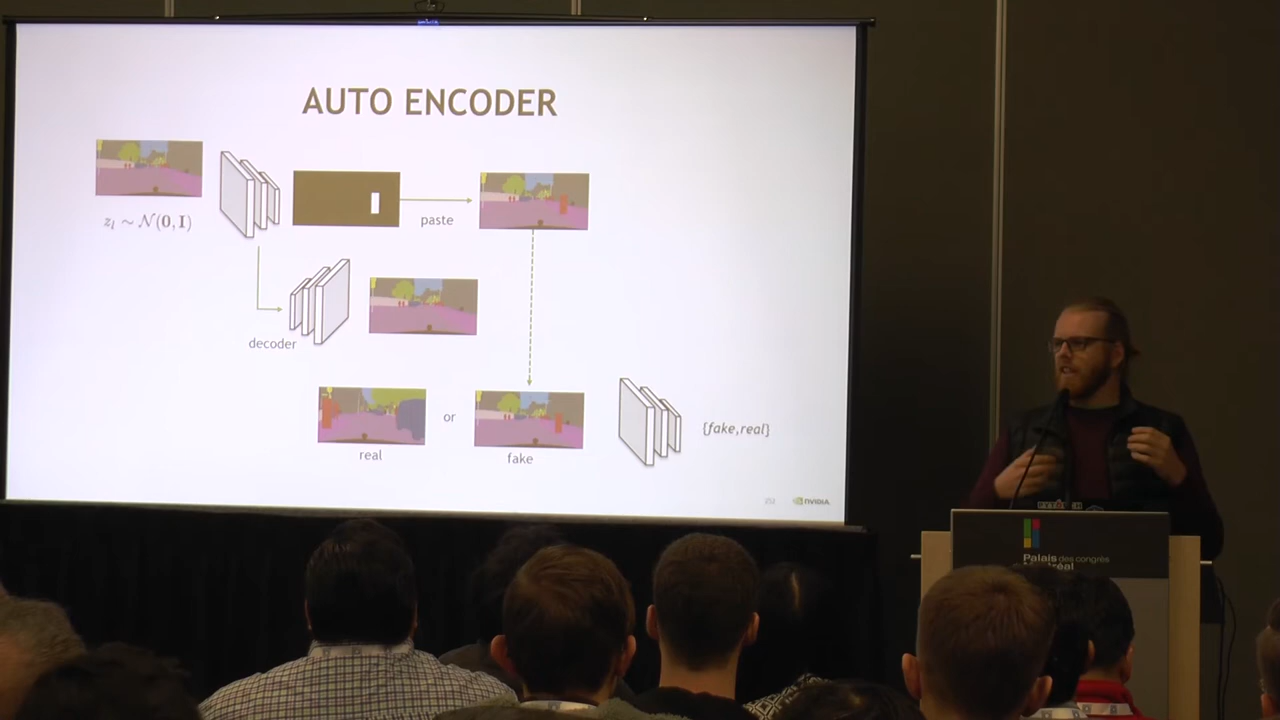 AUTO ENCODER
z_l ~ N(0, I)
paste
decoder
or
real
fake
{fake,real}
NVIDIA.
Palais des congrès